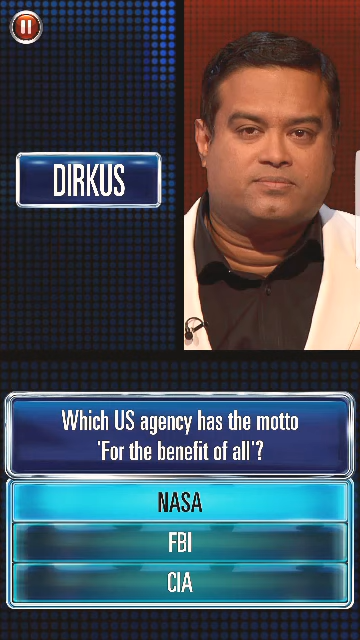 DIRKUS
Which US agency has the motto
'For the benefit of all'?
NASA
FBI
CIA